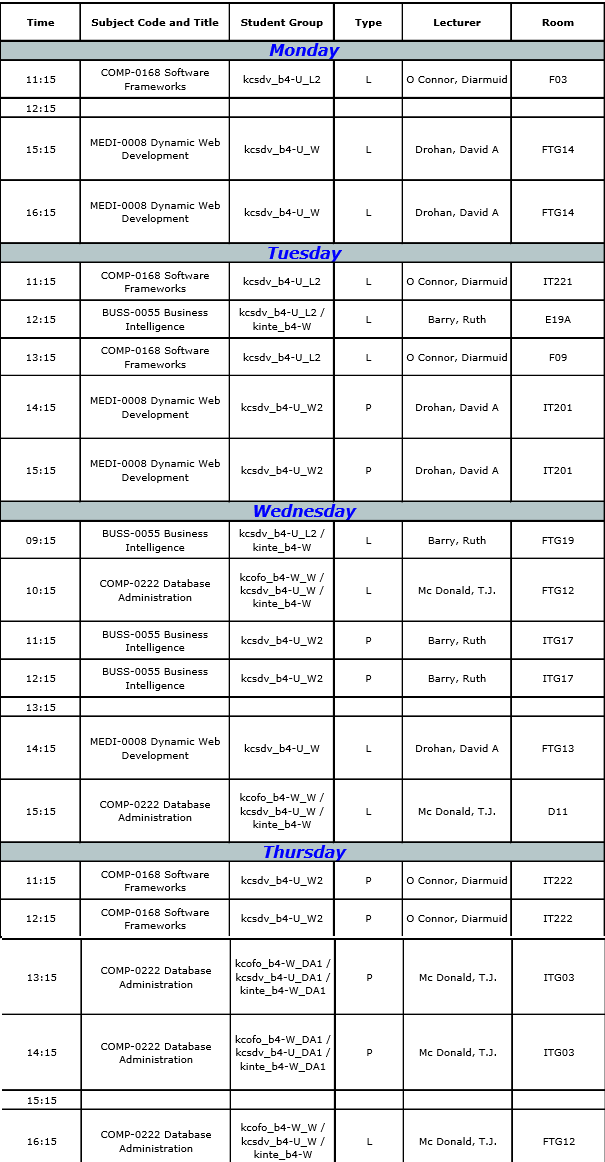 Time Subject Code and Title Student Group Type Lecturer Room
Monday
11:15 COMP-0168 Software Frameworks kcsdv_b4-U_L2 L O Connor, Diarmuid F03
12:15
15:15 MEDI-0008 Dynamic Web Development kcsdv_b4-U_W L Drohan, David A FTG14
16:15 MEDI-0008 Dynamic Web Development kcsdv_b4-U_W L Drohan, David A FTG14
Tuesday
11:15 COMP-0168 Software Frameworks kcsdv_b4-U_L2 L O Connor, Diarmuid IT221
12:15 BUSS-0055 Business Intelligence kcsdv_b4-U_L2 / kinte_b4-W L Barry, Ruth E19A
13:15 COMP-0168 Software Frameworks kcsdv_b4-U_L2 L O Connor, Diarmuid F09
14:15 MEDI-0008 Dynamic Web Development kcsdv_b4-U_W2 P Drohan, David A IT201
15:15 MEDI-0008 Dynamic Web Development kcsdv_b4-U_W2 P Drohan, David A IT201
Wednesday
09:15 BUSS-0055 Business Intelligence kcsdv_b4-U_L2 / kinte_b4-W L Barry, Ruth FTG19
10:15 COMP-0222 Database Administration kcofo_b4-W_W / kcsdv_b4-U_W / kinte_b4-W L Mc Donald, T.J. FTG12
11:15 BUSS-0055 Business Intelligence kcsdv_b4-U_W2 P Barry, Ruth ITG17
12:15 BUSS-0055 Business Intelligence kcsdv_b4-U_W2 P Barry, Ruth ITG17
13:15
14:15 MEDI-0008 Dynamic Web Development kcsdv_b4-U_W L Drohan, David A FTG13
15:15 COMP-0222 Database Administration kcofo_b4-W_W / kcsdv_b4-U_W / kinte_b4-W L Mc Donald, T.J. D11
Thursday
11:15 COMP-0168 Software Frameworks kcsdv_b4-U_W2 P O Connor, Diarmuid IT222
12:15 COMP-0168 Software Frameworks kcsdv_b4-U_W2 P O Connor, Diarmuid IT222
13:15 COMP-0222 Database Administration kcofo_b4-W_DA1 / kcsdv_b4-U_DA1 / kinte_b4-W_DA1 P Mc Donald, T.J. ITG03
14:15 COMP-0222 Database Administration kcofo_b4-W_DA1 / kcsdv_b4-U_DA1 / kinte_b4-W_DA1 P Mc Donald, T.J. ITG03
15:15
16:15 COMP-0222 Database Administration kcofo_b4-W_W / kcsdv_b4-U_W / kinte_b4-W L Mc Donald, T.J. FTG12